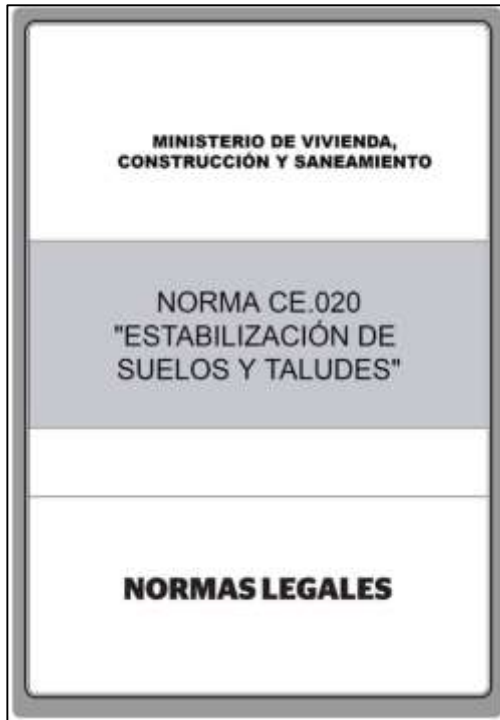 MINISTERIO DE VIVIENDA,
CONSTRUCCIÓN Y SANEAMIENTO
NORMA CE.020
"ESTABILIZACIÓN DE
SUELOS Y TALUDES"
NORMAS LEGALES